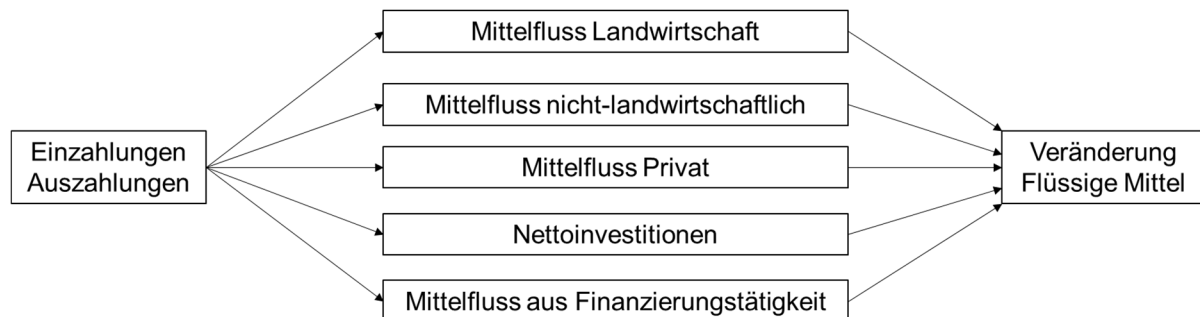 Mittelfluss Landwirtschaft
Mittelfluss nicht-landwirtschaftlich
Einzahlungen
Auszahlungen
Mittelfluss Privat
Veränderung
Flüssige Mittel
Nettoinvestitionen
Mittelfluss aus Finanzierungstätigkeit